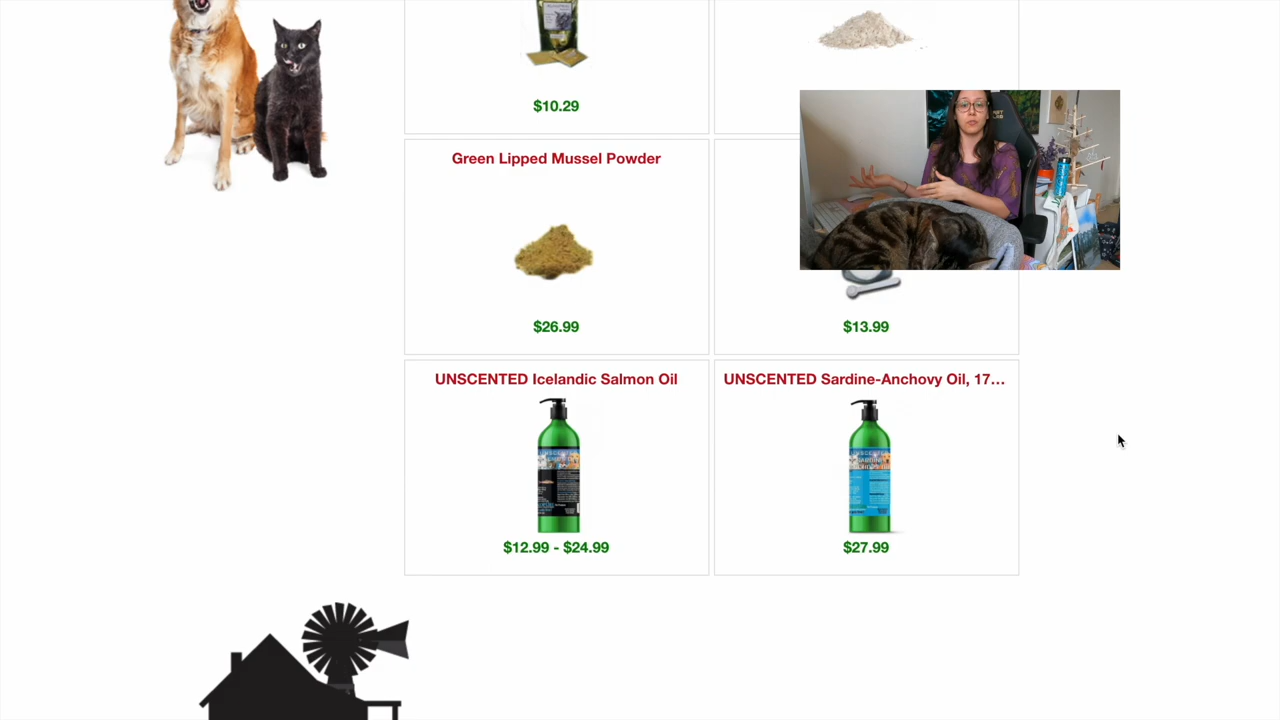 $10.29
Green Lipped Mussel Powder
$26.99
$13.99
UNSCENTED Icelandic Salmon Oil
UNSCENTED Sardine-Anchovy Oil, 17...
$12.99 - $24.99
$27.99